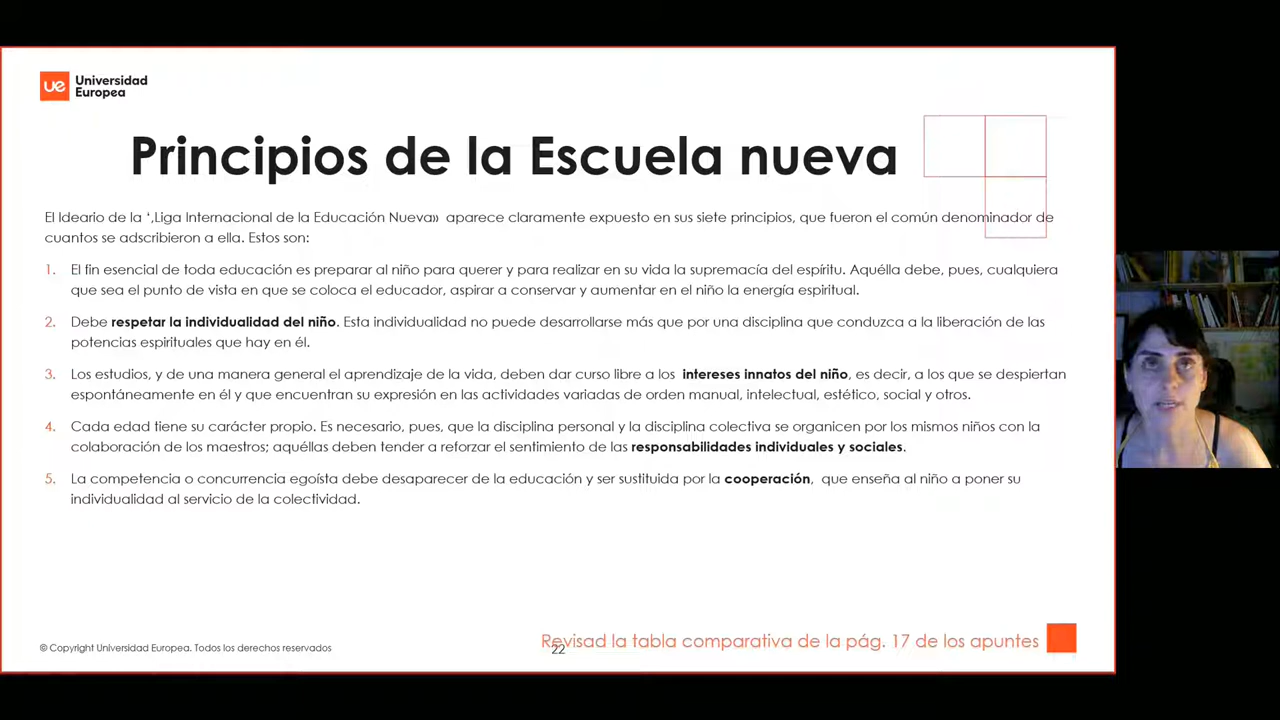 ue Universidad
Europea
Principios de la Escuela nueva
El Ideario de la ‘,Liga Internacional de la Educación Nueva» aparece claramente expuesto en sus siete principios, que fueron el común denominador de
cuantos se adscribieron a ella. Estos son:
1. El fin esencial de toda educación es preparar al niño para querer y para realizar en su vida la supremacía del espíritu. Aquélla debe, pues, cualquiera
que sea el punto de vista en que se coloca el educador, aspirar a conservar y aumentar en el niño la energía espiritual.
2. Debe respetar la individualidad del niño. Esta individualidad no puede desarrollarse más que por una disciplina que conduzca a la liberación de las
potencias espirituales que hay en él.
3. Los estudios, y de una manera general el aprendizaje de la vida, deben dar curso libre a los intereses innatos del niño, es decir, a los que se despiertan
espontáneamente en él y que encuentran su expresión en las actividades variadas de orden manual, intelectual, estético, social y otros.
4. Cada edad tiene su carácter propio. Es necesario, pues, que la disciplina personal y la disciplina colectiva se organicen por los mismos niños con la
colaboración de los maestros; aquéllas deben tender a reforzar el sentimiento de las responsabilidades individuales y sociales.
5. La competencia o concurrencia egoísta debe desaparecer de la educación y ser sustituida por la cooperación, que enseña al niño a poner su
individualidad al servicio de la colectividad.
Revisad la tabla comparativa de la pág. 17 de los apuntes
© Copyright Universidad Europea. Todos los derechos reservados
22